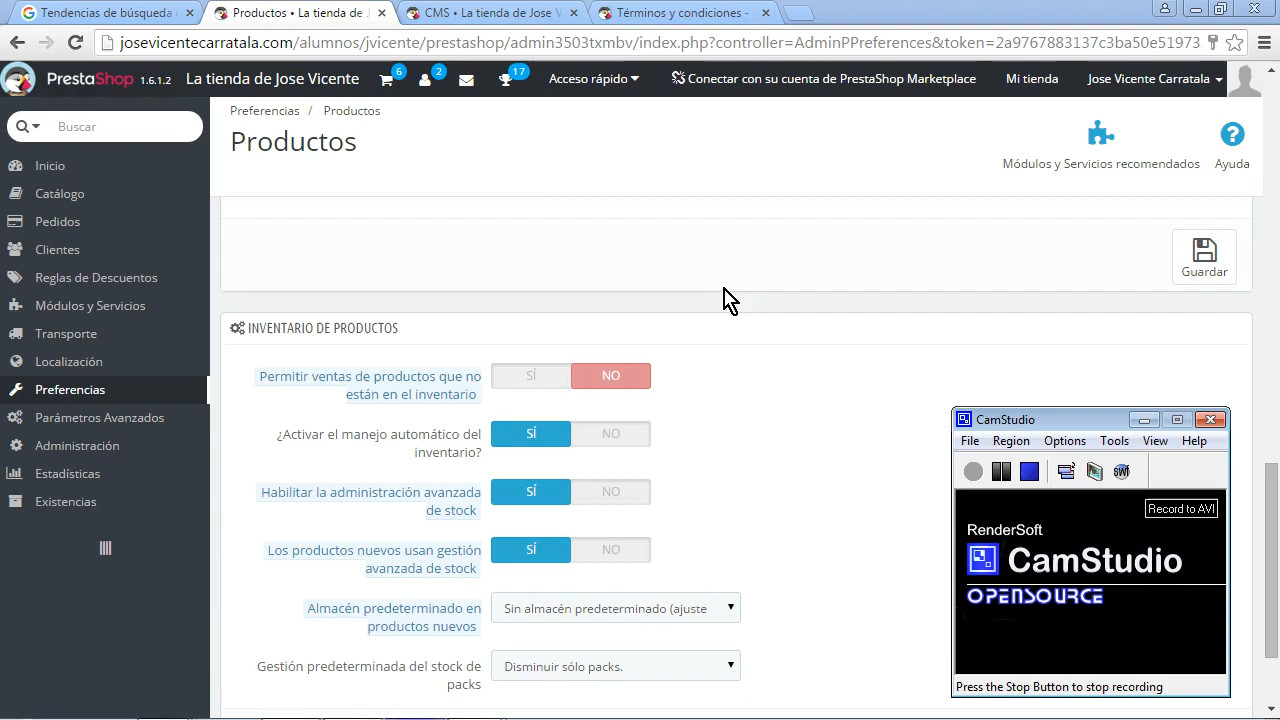 Tendencias de búsqueda
Productos • La tienda de J
CMS • La tienda de Jose V
Términos y condiciones -
josevicentecarratala.com/alumnos/jvicente/prestashop/admin3503txmbv/index.php?controller=AdminPPreferences&token=2a9767883137c3ba50e51973
PrestaShop 1.6.1.2 La tienda de Jose Vicente 6 2 17 Acceso rápido Conectar con su cuenta de PrestaShop Marketplace Mi tienda Jose Vicente Carratala
Buscar
Inicio
Catálogo
Pedidos
Clientes
Reglas de Descuentos
Módulos y Servicios
Transporte
Localización
Preferencias
Parámetros Avanzados
Administración
Estadísticas
Existencias
Preferencias / Productos
Productos
Módulos y Servicios recomendados
Ayuda
Guardar
INVENTARIO DE PRODUCTOS
Permitir ventas de productos que no
están en el inventario
SÍ NO
¿Activar el manejo automático del
inventario?
SÍ NO
Habilitar la administración avanzada
de stock
SÍ NO
Los productos nuevos usan gestión
avanzada de stock
SÍ NO
Almacén predeterminado en
productos nuevos
Sin almacén predeterminado (ajuste
Gestión predeterminada del stock de
packs
Disminuir sólo packs.
CamStudio
File Region Options Tools View Help
SWF
Record to AVI
RenderSoft
CamStudio
OPENSOURCE
Press the Stop Button to stop recording